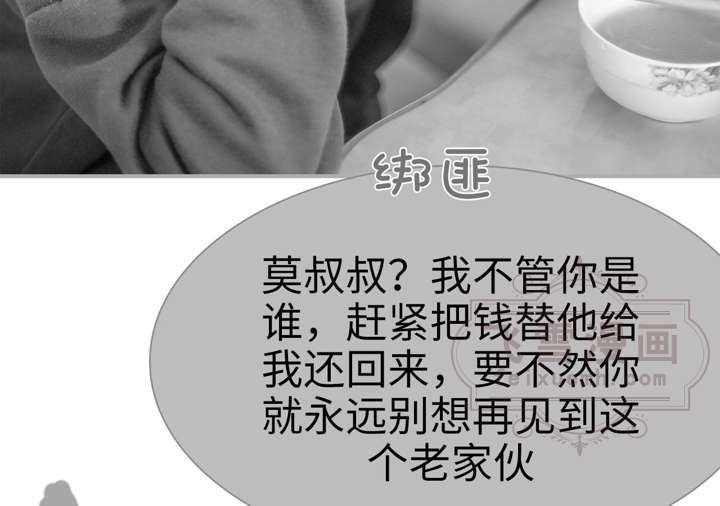 绑匪
莫叔叔？我不管你是
谁，赶紧把钱替他给
我还回来，要不然你
就永远别想再见到这
个老家伙